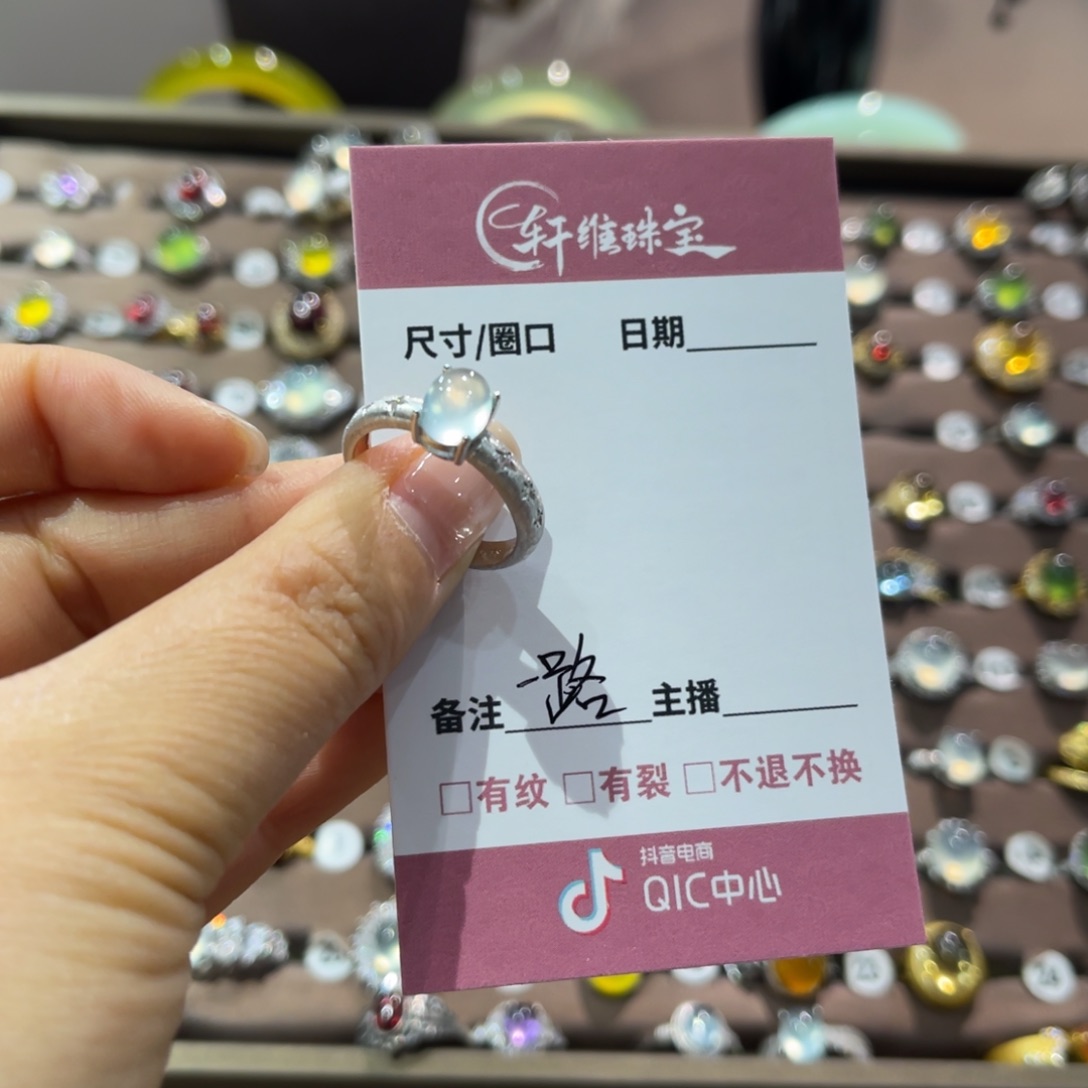 轩维珠宝
尺寸/圈口 日期
备注 一路 主播
□有纹 □有裂 □不退不换
抖音电商
QIC中心